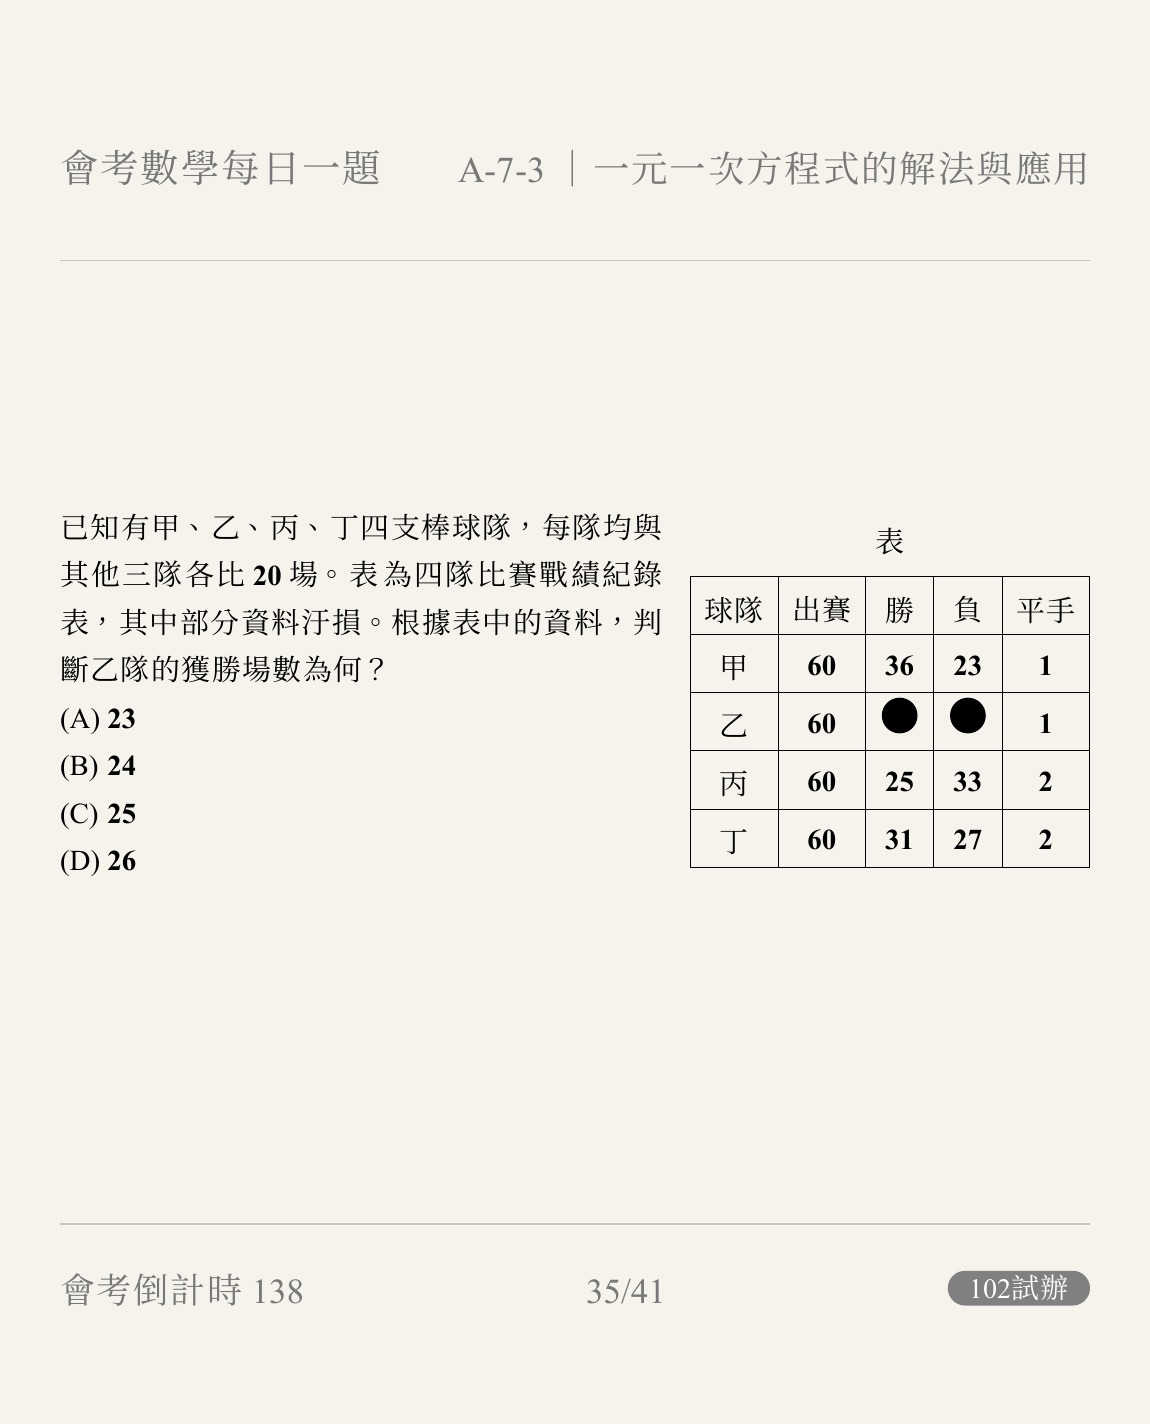 會考數學每日一題
A-7-3 │ 一元一次方程式的解法與應用
已知有甲、乙、丙、丁四支棒球隊，每隊均與
其他三隊各比 20 場。表為四隊比賽戰績紀錄
表，其中部分資料汙損。根據表中的資料，判
斷乙隊的獲勝場數為何？
(A) 23
(B) 24
(C) 25
(D) 26
表
球隊 出賽 勝 負 平手
甲 60 36 23 1
乙 60 1
丙 60 25 33 2
丁 60 31 27 2
會考倒計時 138
35/41
102試辦